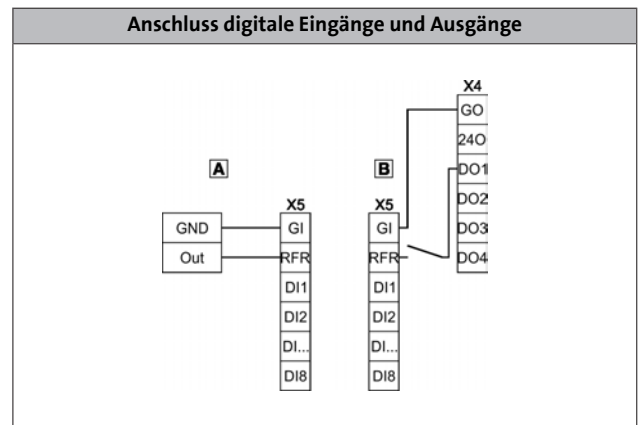 Anschluss digitale Eingänge und Ausgänge
X4
GO
24O
DO1
DO2
DO3
DO4
A
GND
Out
X5
GI
RFR
DI1
DI2
DI...
DI8
B
X5
GI
RFR
DI1
DI2
DI...
DI8